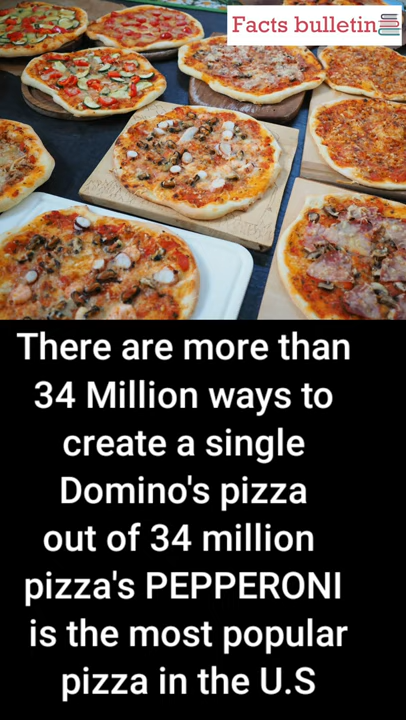 Facts bulletin
There are more than
34 Million ways to
create a single
Domino's pizza
out of 34 million
pizza's PEPPERONI
is the most popular
pizza in the U.S